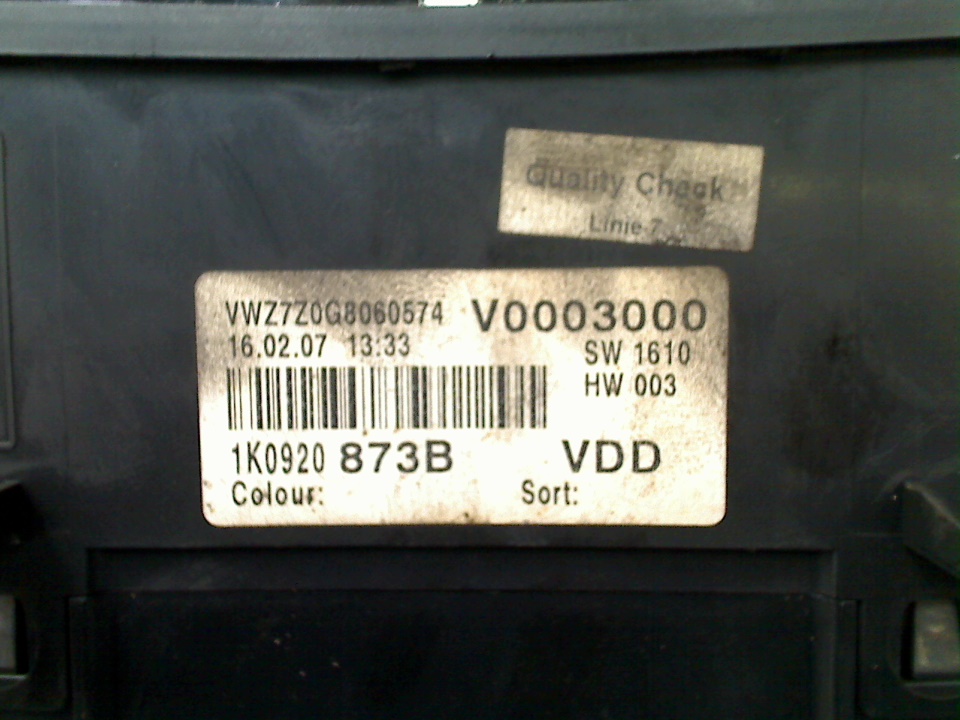 Quality Check
Linie 7
VWZ7Z0G8060574 V0003000
16.02.07 13:33 SW 1610
HW 003
1K0920 873B VDD
Colour: Sort: